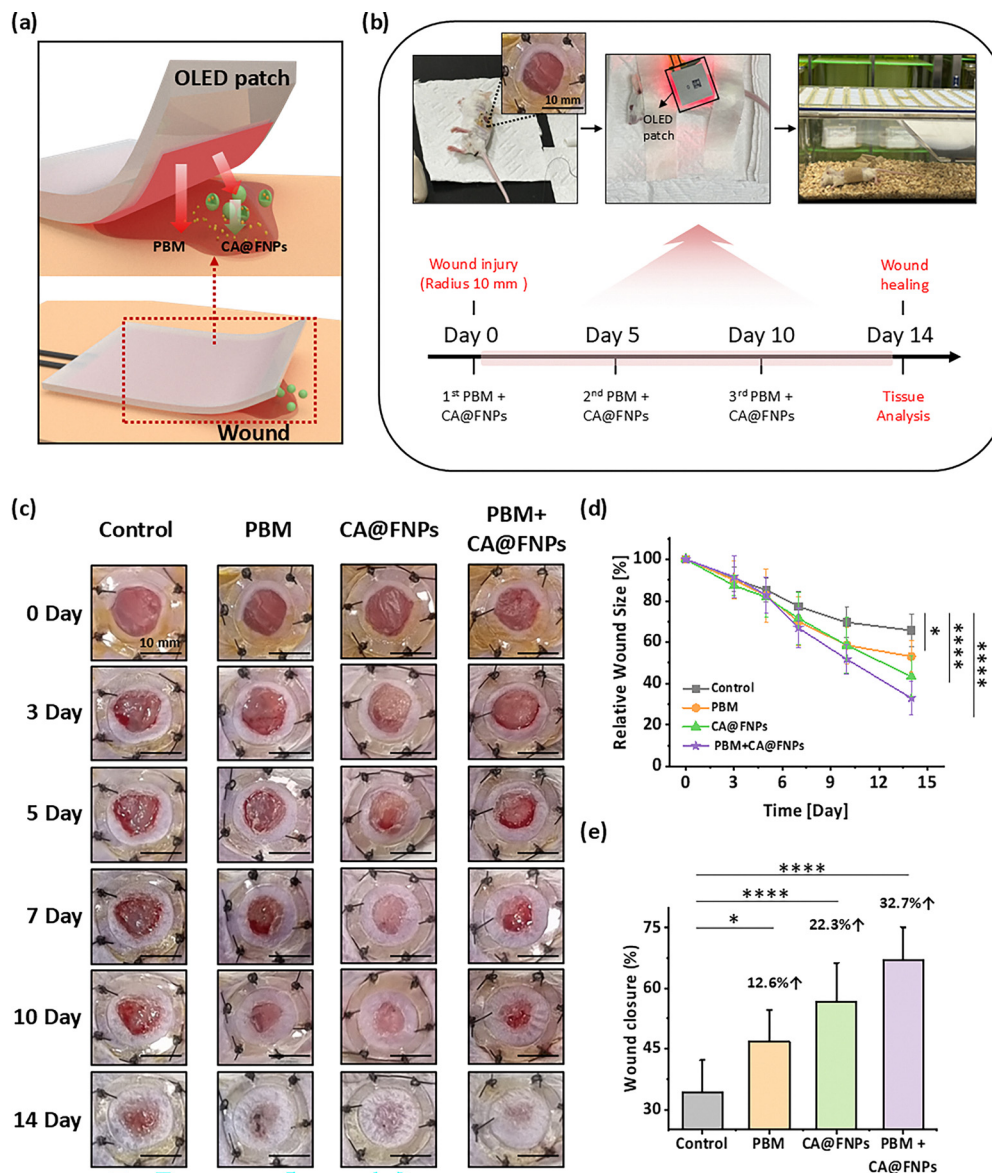 (a)
OLED patch
PBM
CA@FNPs
Wound
(b)
10 mm
OLED
patch
Wound injury
(Radius 10 mm )
Wound
healing
Day 0
Day 5
Day 10
Day 14
1st PBM +
CA@FNPs
2nd PBM +
CA@FNPs
3rd PBM +
CA@FNPs
Tissue
Analysis
(c)
Control
PBM
CA@FNPs
PBM+
CA@FNPs
0 Day
10 mm
3 Day
5 Day
7 Day
10 Day
14 Day
(d)
Relative Wound Size [%]
100
80
60
40
20
0
0 3 6 9 12 15
Time [Day]
Control
PBM
CA@FNPs
PBM+CA@FNPs
*
****
****
(e)
Wound closure (%)
75
60
45
30
****
****
*
12.6%↑
22.3%↑
32.7%↑
Control
PBM
CA@FNPs
PBM +
CA@FNPs